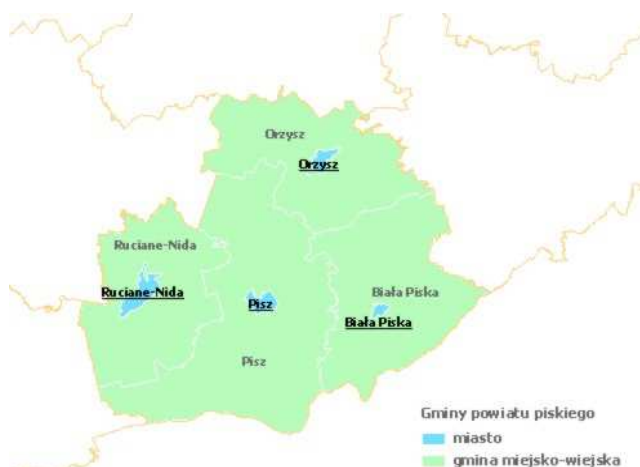 Orzysz
Orzysz
Ruciane-Nida
Ruciane-Nida
Pisz
Biała Piska
Biała Piska
Pisz
Gminy powiatu piskiego
miasto
gmina miejsko-wiejska